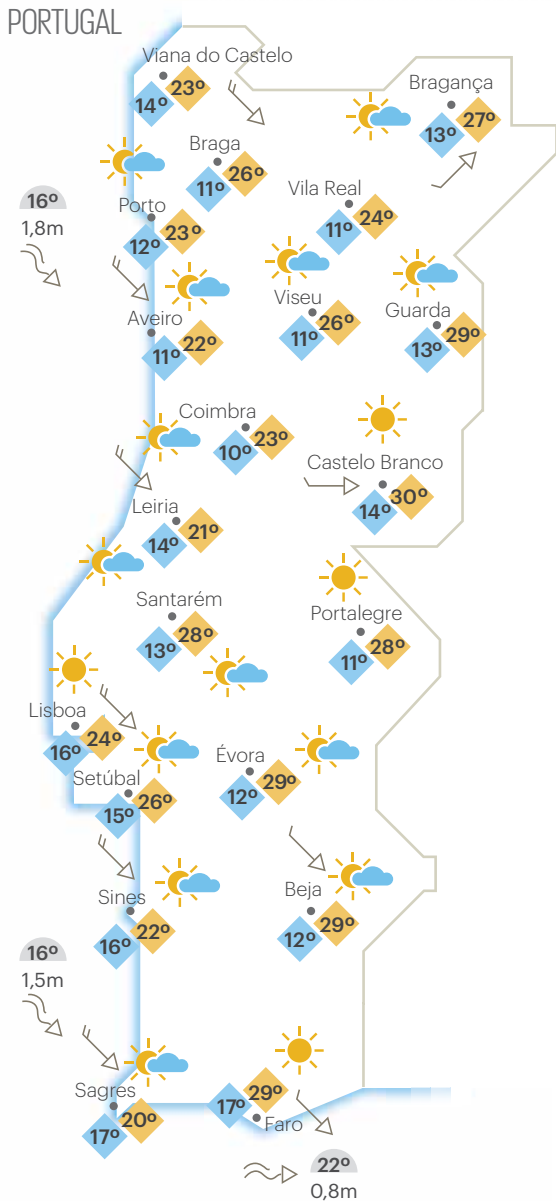 PORTUGAL
Viana do Castelo
14º 23º
Bragança
13º 27º
Braga
11º 26º
Vila Real
11º 24º
16º
1,8m
Porto
12º 23º
Viseu
11º 26º
Guarda
13º 29º
Aveiro
11º 22º
Coimbra
10º 23º
Castelo Branco
14º 30º
Leiria
14º 21º
Santarém
13º 28º
Portalegre
11º 28º
Lisboa
16º 24º
Évora
12º 29º
Setúbal
15º 26º
Sines
16º 22º
Beja
12º 29º
16º
1,5m
Sagres
17º 20º
17º 29º
Faro
22º
0,8m